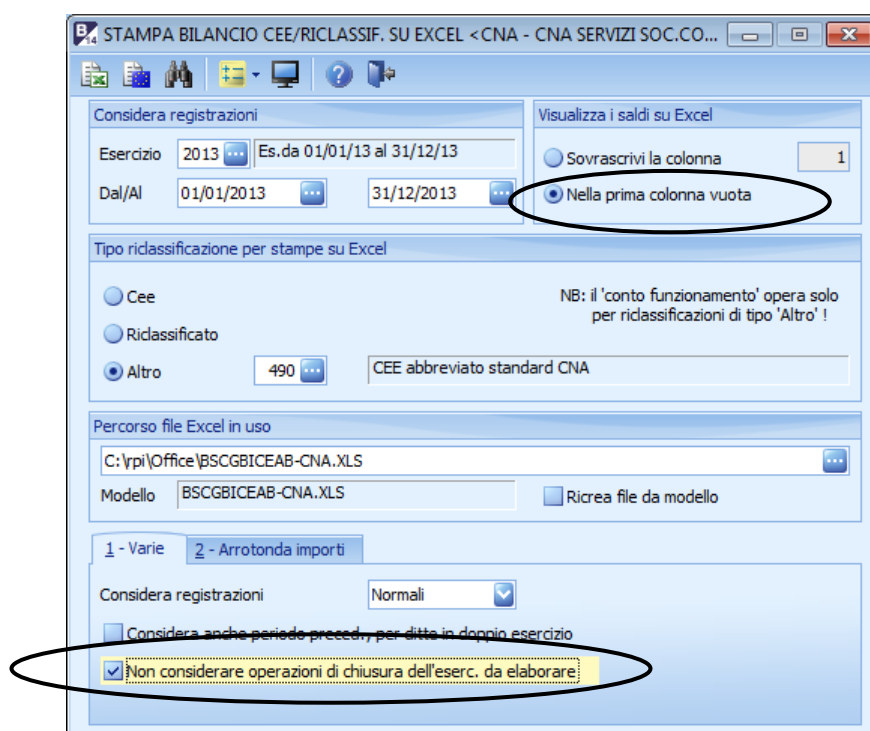 STAMPA BILANCIO CEE/RICLASSIF. SU EXCEL <CNA - CNA SERVIZI SOC.CO...
Considera registrazioni
Visualizza i saldi su Excel
Esercizio 2013 Es.da 01/01/13 al 31/12/13
Sovrascrivi la colonna 1
Dal/Al 01/01/2013 31/12/2013
Nella prima colonna vuota
Tipo riclassificazione per stampe su Excel
Cee
NB: il 'conto funzionamento' opera solo
per riclassificazioni di tipo 'Altro' !
Riclassificato
Altro 490 CEE abbreviato standard CNA
Percorso file Excel in uso
C:\rpi\Office\BSCGBICEAB-CNA.XLS
Modello BSCGBICEAB-CNA.XLS Ricrea file da modello
1 - Varie 2 - Arrotonda importi
Considera registrazioni Normali
Considera anche periodo preced., per ditte in doppio esercizio
Non considerare operazioni di chiusura dell'eserc. da elaborare